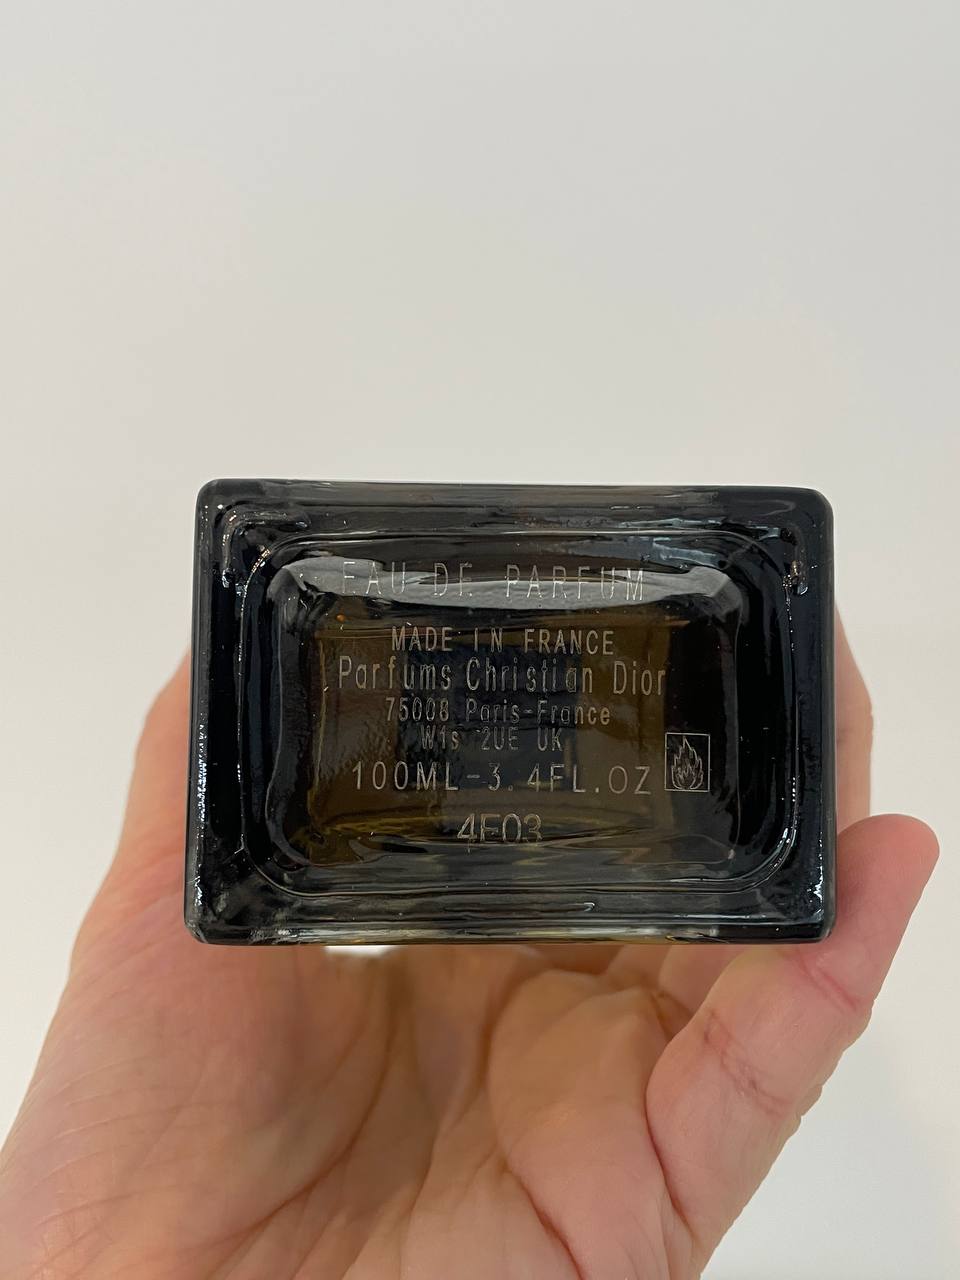 EAU DE PARFUM
MADE IN FRANCE
Parfums Christian Dior
75008 Paris-France
W1s 2UE UK
100ML-3.4FL.OZ
4E03